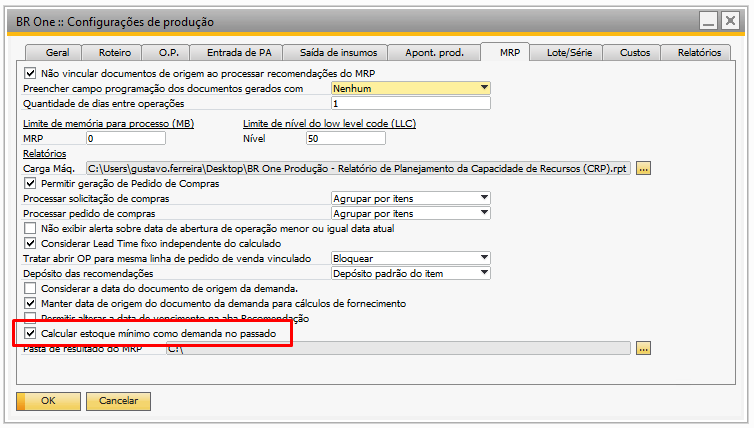 BR One :: Configurações de produção
Geral Roteiro O.P. Entrada de PA Saída de insumos Apont. prod. MRP Lote/Série Custos Relatórios
Não vincular documentos de origem ao processar recomendações do MRP
Preencher campo programação dos documentos gerados com Nenhum
Quantidade de dias entre operações 1
Limite de memória para processo (MB) Limite de nível do low level code (LLC)
MRP 0 Nível 50
Relatórios
Carga Máq. C:\Users\gustavo.ferreira\Desktop\BR One Produção - Relatório de Planejamento da Capacidade de Recursos (CRP).rpt ...
Permitir geração de Pedido de Compras
Processar solicitação de compras Agrupar por itens
Processar pedido de compras Agrupar por itens
Não exibir alerta sobre data de abertura de operação menor ou igual data atual
Considerar Lead Time fixo independente do calculado
Tratar abrir OP para mesma linha de pedido de venda vinculado Bloquear
Depósito das recomendações Depósito padrão do item
Considerar a data do documento de origem da demanda.
Manter data de origem do documento da demanda para cálculos de fornecimento
Permitir alterar a data de vencimento na aba Recomendação
Calcular estoque mínimo como demanda no passado
Pasta de resultado do MRP C:\ ...
OK Cancelar